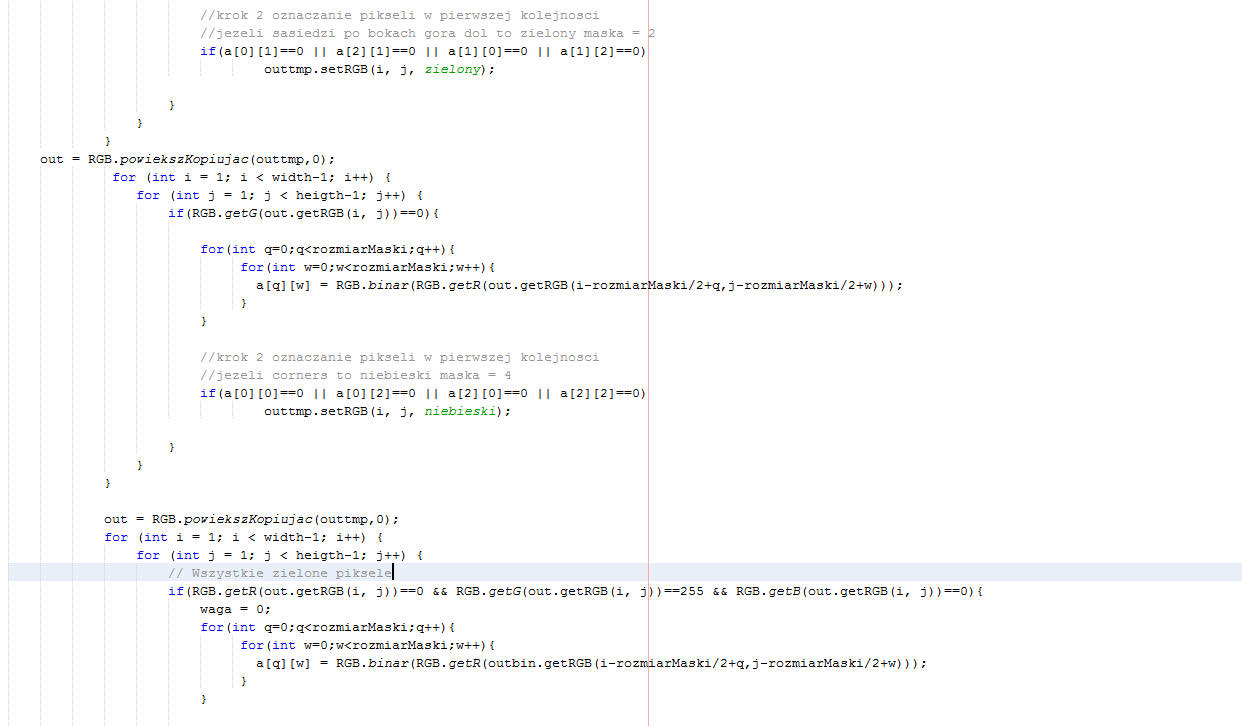 //krok 2 oznaczanie pikseli w pierwszej kolejnosci
//jezeli sasiedzi po bokach gora dol to zielony maska = 2
if(a[0][1]==0 || a[2][1]==0 || a[1][0]==0 || a[1][2]==0)
outtmp.setRGB(i, j, zielony);
}
}
}
out = RGB.powiekszKopiujac(outtmp,0);
for (int i = 1; i < width-1; i++) {
for (int j = 1; j < heigth-1; j++) {
if(RGB.getG(out.getRGB(i, j))==0){
for(int q=0;q<rozmiarMaski;q++){
for(int w=0;w<rozmiarMaski;w++){
a[q][w] = RGB.binar(RGB.getR(out.getRGB(i-rozmiarMaski/2+q,j-rozmiarMaski/2+w)));
}
}
//krok 2 oznaczanie pikseli w pierwszej kolejnosci
//jezeli corners to niebieski maska = 4
if(a[0][0]==0 || a[0][2]==0 || a[2][0]==0 || a[2][2]==0)
outtmp.setRGB(i, j, niebieski);
}
}
}
out = RGB.powiekszKopiujac(outtmp,0);
for (int i = 1; i < width-1; i++) {
for (int j = 1; j < heigth-1; j++) {
// Wszystkie zielone piksele
if(RGB.getR(out.getRGB(i, j))==0 && RGB.getG(out.getRGB(i, j))==255 && RGB.getB(out.getRGB(i, j))==0){
waga = 0;
for(int q=0;q<rozmiarMaski;q++){
for(int w=0;w<rozmiarMaski;w++){
a[q][w] = RGB.binar(RGB.getR(outbin.getRGB(i-rozmiarMaski/2+q,j-rozmiarMaski/2+w)));
}
}